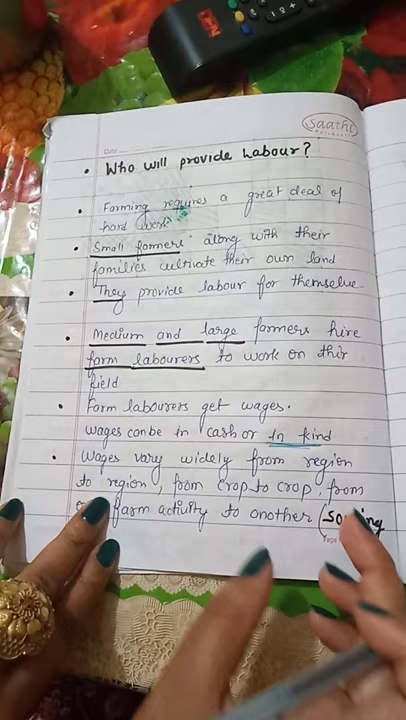 Saathi
Date
• Who will provide Labour?
• Farming requires a great deal of
hard work
• Small farmers along with their
families cultivate their own land
• They provide labour for themselve
• Medium and large farmers hire
farm labourers to work on thir
field
• Farm labourers get wages.
wages can be in cash or in kind
• Wages vary widely from region
to region, from crop to crop, from
farm activity to another (Sowing